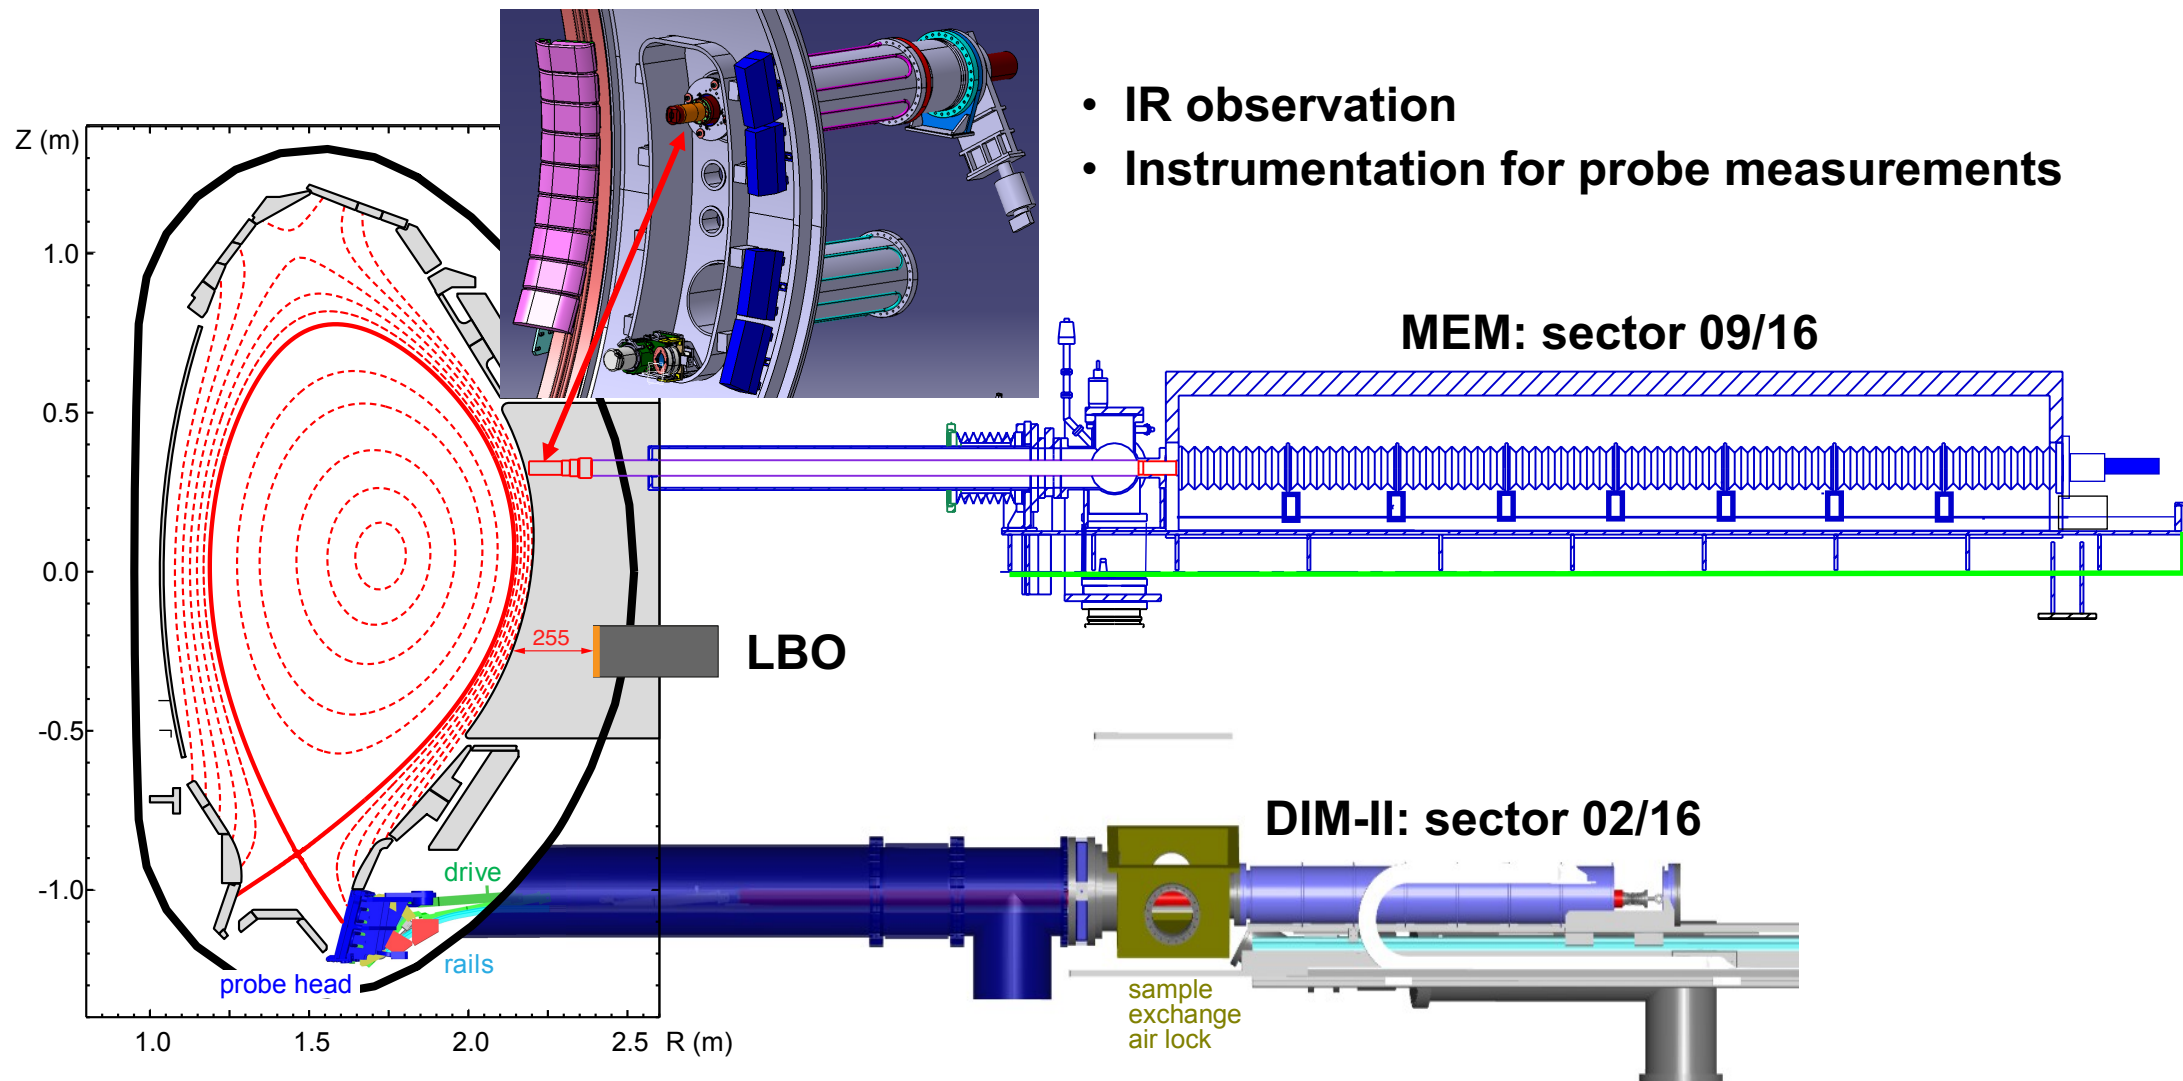 • IR observation
• Instrumentation for probe measurements
Z (m)
1.0
0.5
0.0
-0.5
-1.0
1.0
1.5
2.0
2.5
R (m)
MEM: sector 09/16
255
LBO
DIM-II: sector 02/16
drive
rails
probe head
sample
exchange
air lock